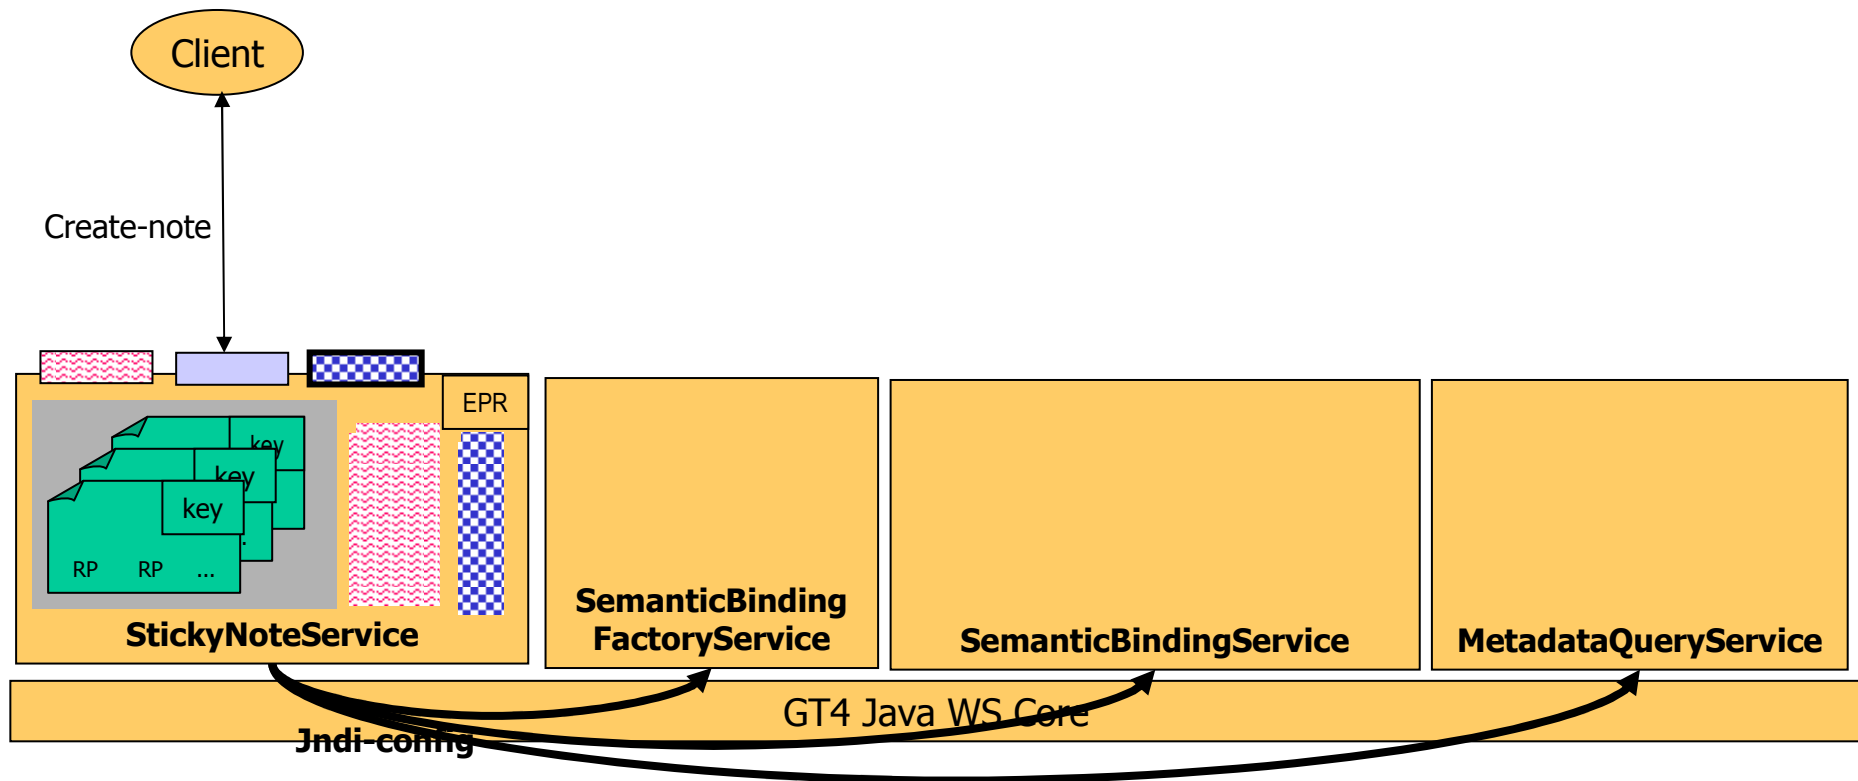 Client
Create-note
EPR
key
key
key
.
RP RP ...
StickyNoteService
SemanticBinding
FactoryService
SemanticBindingService
MetadataQueryService
GT4 Java WS Core
Jndi-config